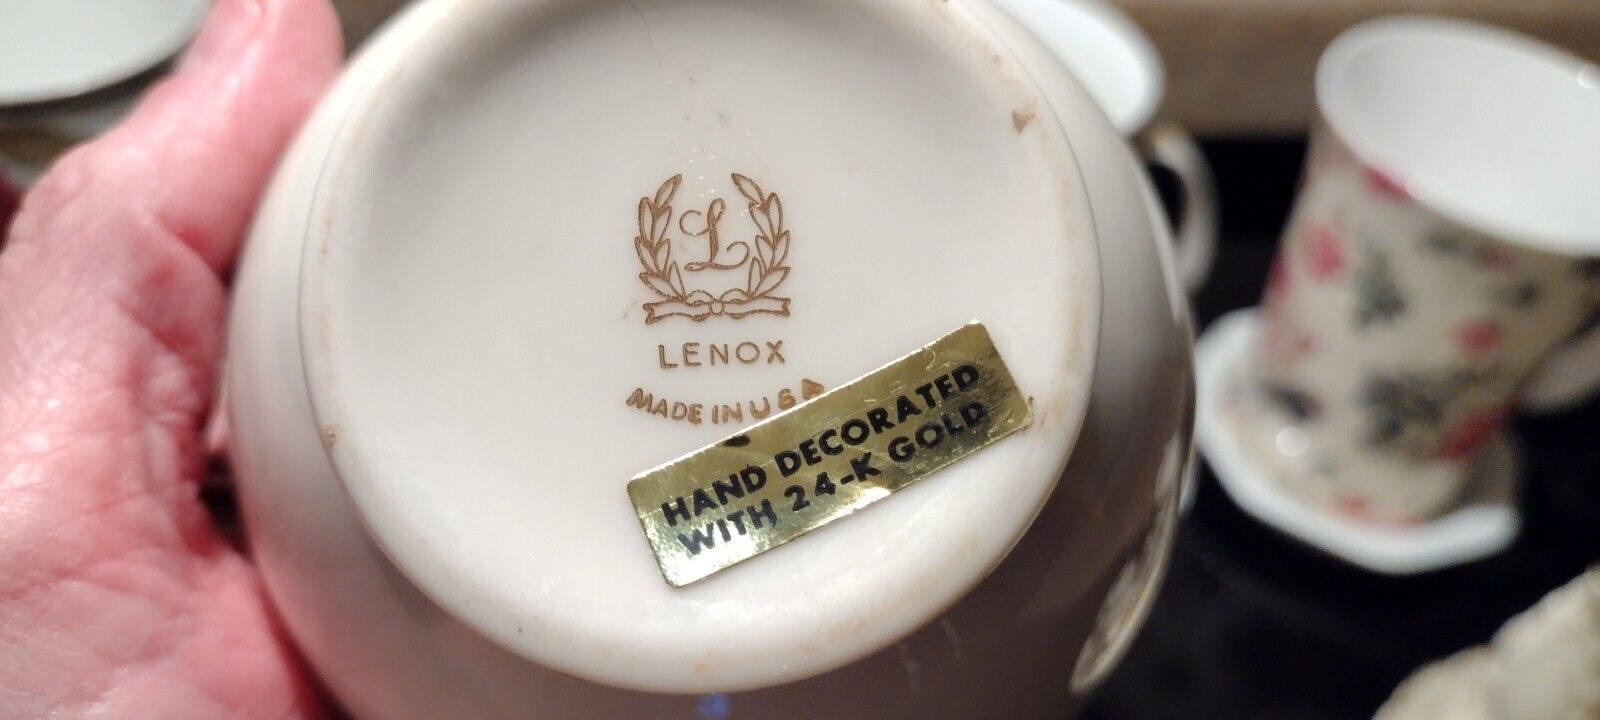 L
LENOX
MADE IN USA
HAND DECORATED
WITH 24-K GOLD